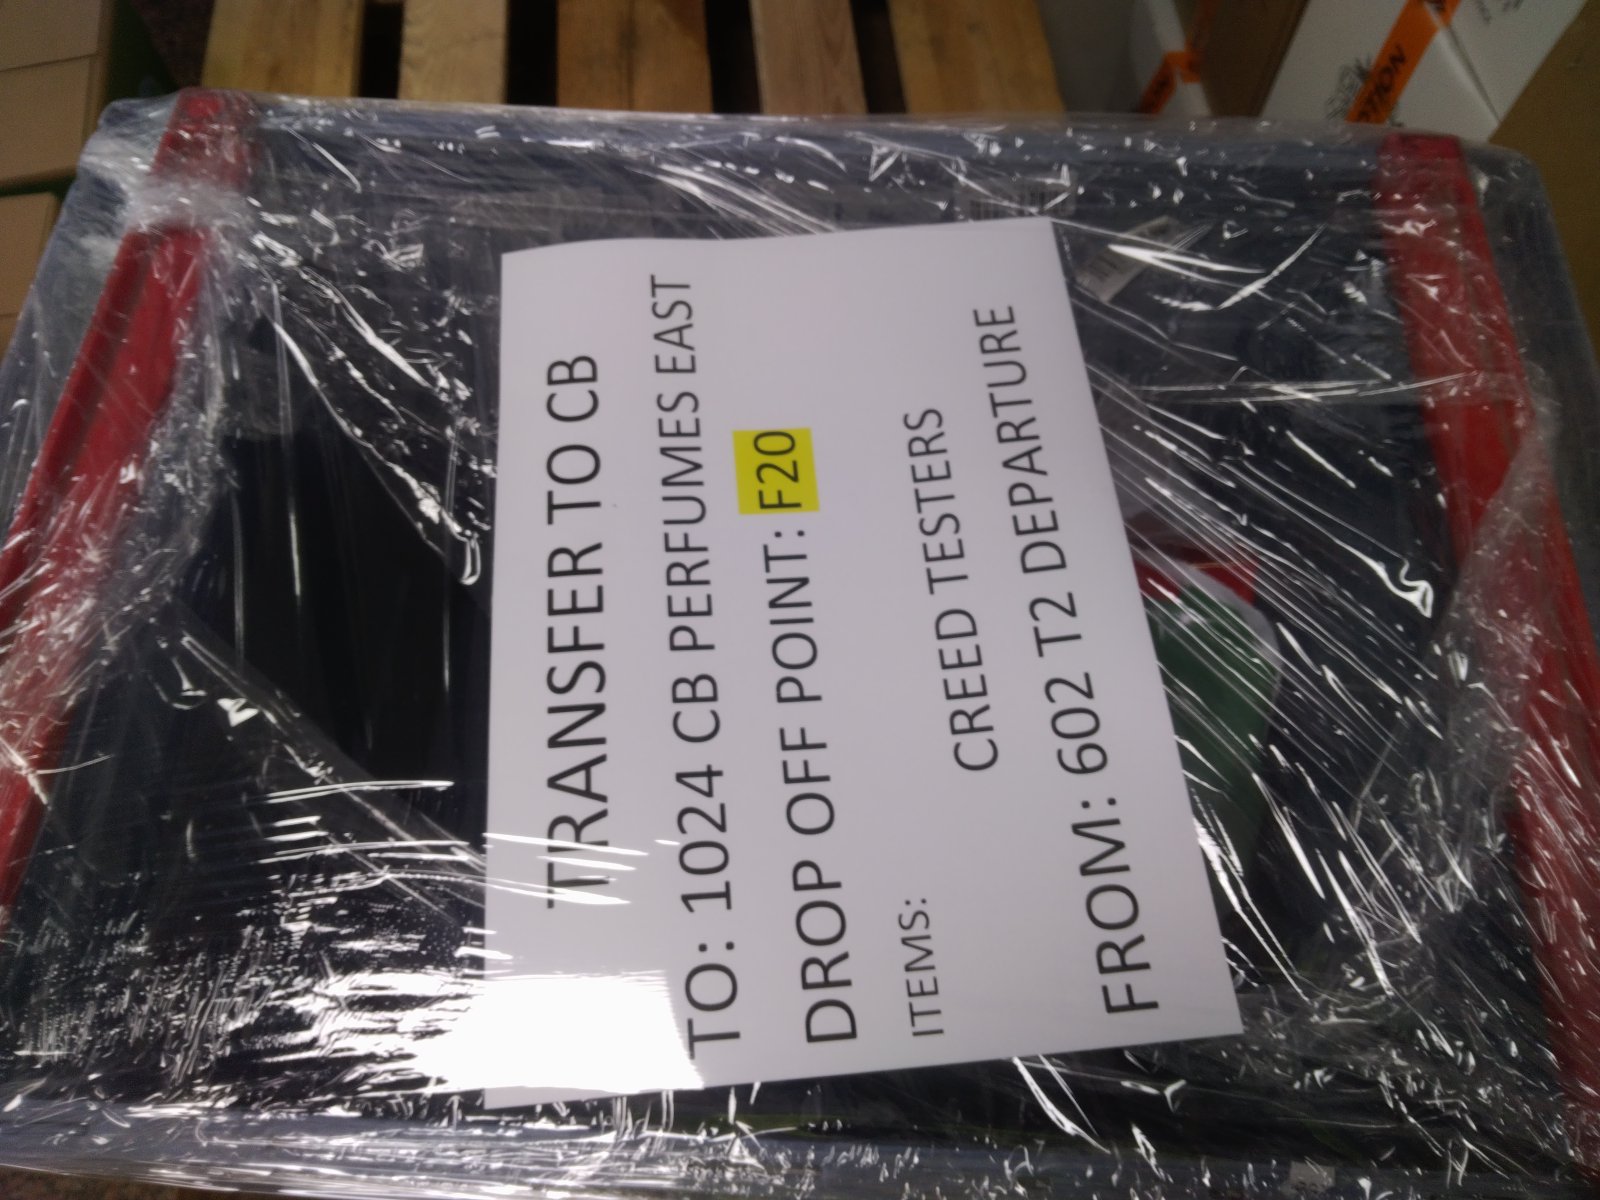 TRANSFER TO CB
TO: 1024 CB PERFUMES EAST
DROP OFF POINT: F20
ITEMS:
CREED TESTERS
FROM: 602 T2 DEPARTURE